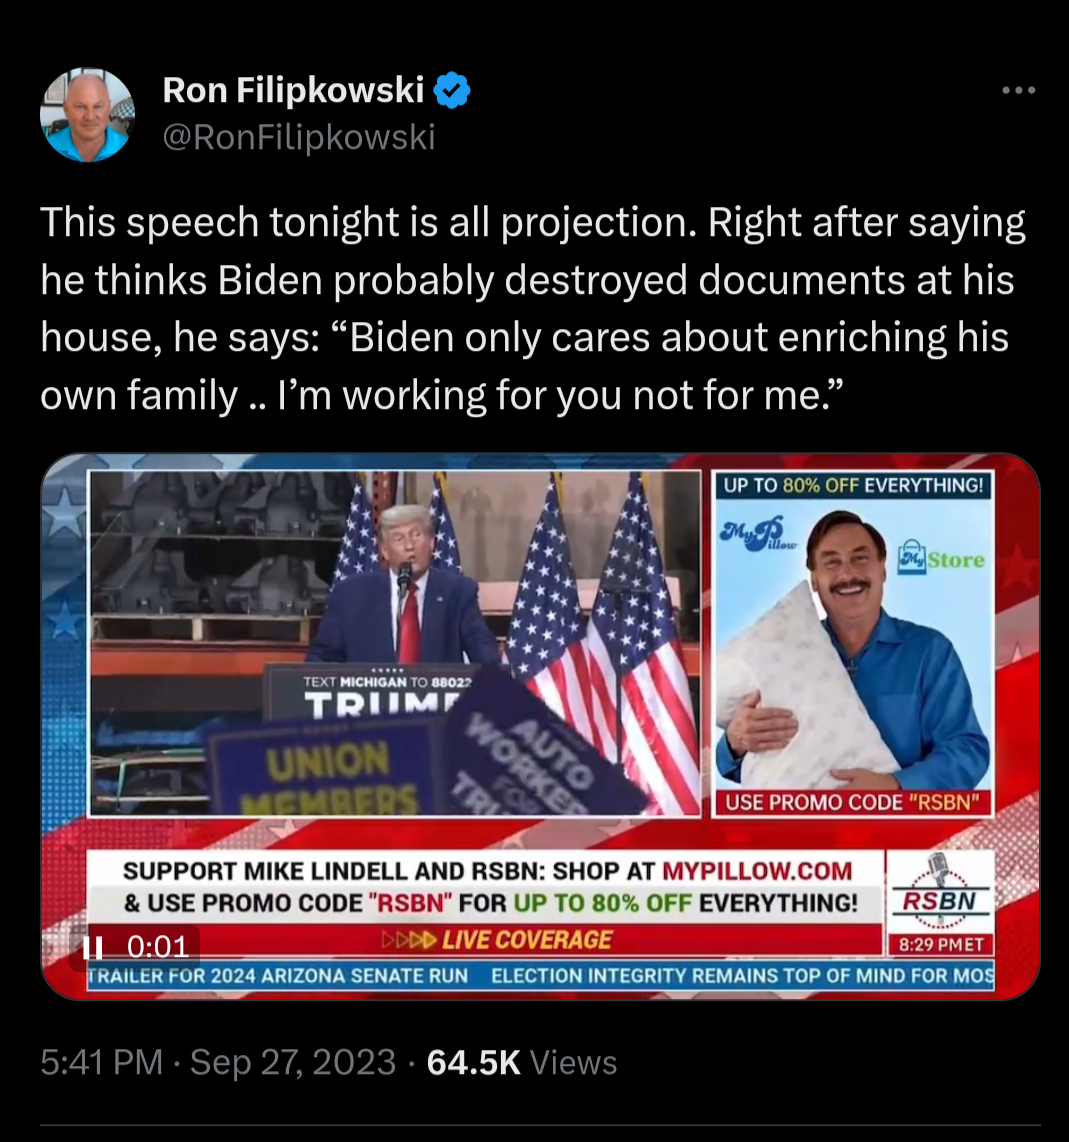 Ron Filipkowski
@RonFilipkowski
This speech tonight is all projection. Right after saying
he thinks Biden probably destroyed documents at his
house, he says: “Biden only cares about enriching his
own family .. I’m working for you not for me.”
UP TO 80% OFF EVERYTHING!
MyPillow
My Store
TEXT MICHIGAN TO 88022
TRUMP
UNION
MEMBERS
AUTO
WORKERS
FOR
TRU
USE PROMO CODE "RSBN"
SUPPORT MIKE LINDELL AND RSBN: SHOP AT MYPILLOW.COM
& USE PROMO CODE "RSBN" FOR UP TO 80% OFF EVERYTHING!
LIVE COVERAGE
RSBN
8:29 PM ET
0:01
TRAILER FOR 2024 ARIZONA SENATE RUN ELECTION INTEGRITY REMAINS TOP OF MIND FOR MOS
5:41 PM · Sep 27, 2023 · 64.5K Views